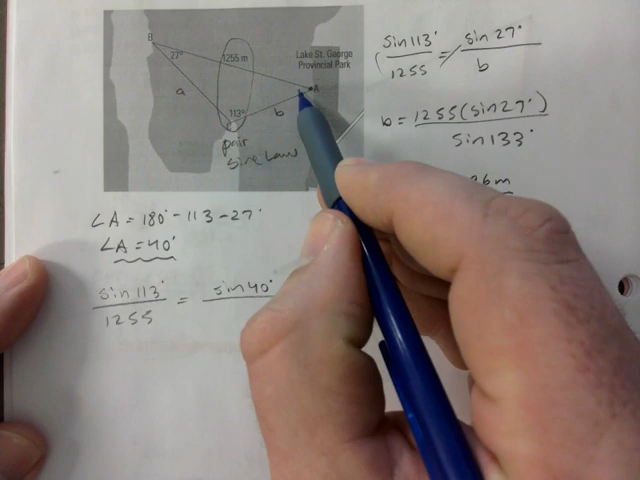 B
27°
1255 m
Lake St. George
Provincial Park
A
a
113°
b
pair
Sine Law
sin 113° / 1255 = sin 27° / b
b = 1255 (sin 27°) / sin 133°
∠A = 180° - 113 - 27°
∠A = 40°
sin 113° / 1255 = sin 40°